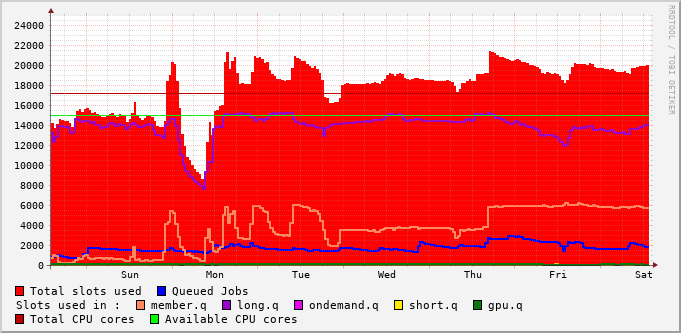 RRDTOOL / TOBI OETIKER
24000
22000
20000
18000
16000
14000
12000
10000
8000
6000
4000
2000
0
Sun Mon Tue Wed Thu Fri Sat
Total slots used Queued Jobs
Slots used in : member.q long.q ondemand.q short.q gpu.q
Total CPU cores Available CPU cores